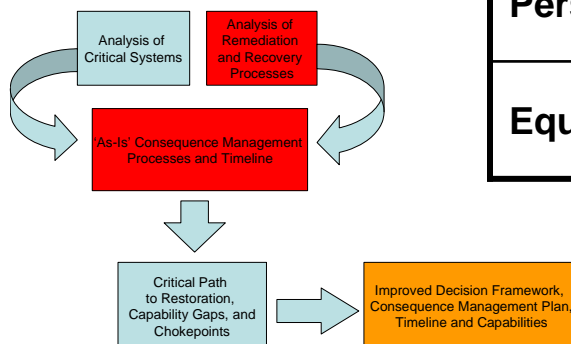 Analysis of
Critical Systems
Analysis of
Remediation
and Recovery
Processes
'As-Is' Consequence Management
Processes and Timeline
Critical Path
to Restoration,
Capability Gaps, and
Chokepoints
Improved Decision Framework,
Consequence Management Plan,
Timeline and Capabilities
Pers
Equ